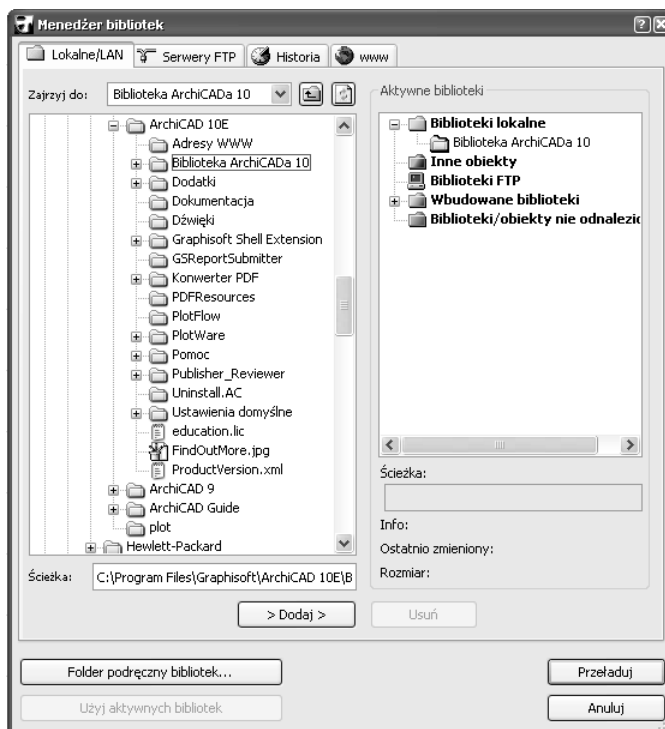 Menedżer bibliotek
Lokalne/LAN Serwery FTP Historia www
Zajrzyj do: Biblioteka ArchiCADa 10
ArchiCAD 10E
Adresy WWW
Biblioteka ArchiCADa 10
Dodatki
Dokumentacja
Dźwięki
Graphisoft Shell Extension
GSReportSubmitter
Konwerter PDF
PDFResources
PlotFlow
PlotWare
Pomoc
Publisher_Reviewer
Uninstall.AC
Ustawienia domyślne
education.lic
FindOutMore.jpg
ProductVersion.xml
ArchiCAD 9
ArchiCAD Guide
plot
Hewlett-Packard
Ścieżka: C:\Program Files\Graphisoft\ArchiCAD 10E\B
> Dodaj >
Aktywne biblioteki
Biblioteki lokalne
Biblioteka ArchiCADa 10
Inne obiekty
Biblioteki FTP
Wbudowane biblioteki
Biblioteki/obiekty nie odnalezio
Ścieżka:
Info:
Ostatnio zmieniony:
Rozmiar:
Usuń
Folder podręczny bibliotek...
Przeładuj
Użyj aktywnych bibliotek
Anuluj